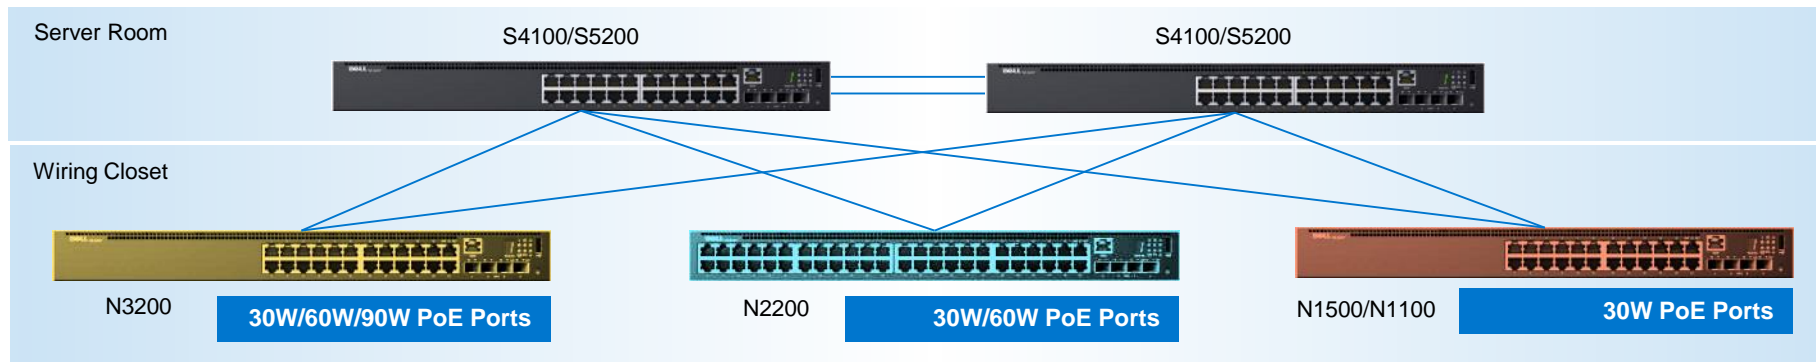 Server Room
S4100/S5200
S4100/S5200
Wiring Closet
N3200
30W/60W/90W PoE Ports
N2200
30W/60W PoE Ports
N1500/N1100
30W PoE Ports